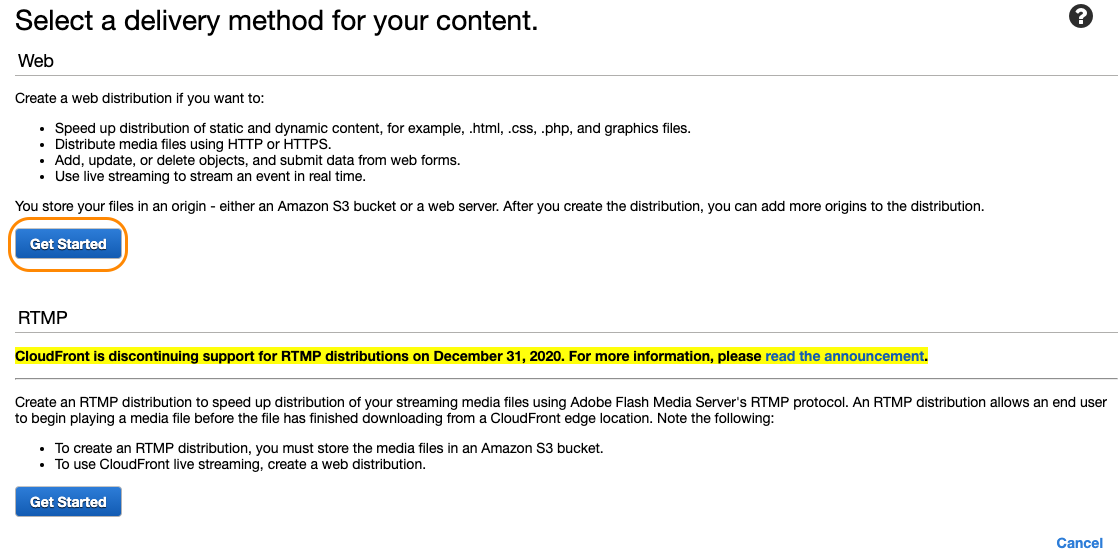 Select a delivery method for your content.
?
Web
Create a web distribution if you want to:
• Speed up distribution of static and dynamic content, for example, .html, .css, .php, and graphics files.
• Distribute media files using HTTP or HTTPS.
• Add, update, or delete objects, and submit data from web forms.
• Use live streaming to stream an event in real time.
You store your files in an origin - either an Amazon S3 bucket or a web server. After you create the distribution, you can add more origins to the distribution.
Get Started
RTMP
CloudFront is discontinuing support for RTMP distributions on December 31, 2020. For more information, please read the announcement.
Create an RTMP distribution to speed up distribution of your streaming media files using Adobe Flash Media Server's RTMP protocol. An RTMP distribution allows an end user
to begin playing a media file before the file has finished downloading from a CloudFront edge location. Note the following:
• To create an RTMP distribution, you must store the media files in an Amazon S3 bucket.
• To use CloudFront live streaming, create a web distribution.
Get Started
Cancel